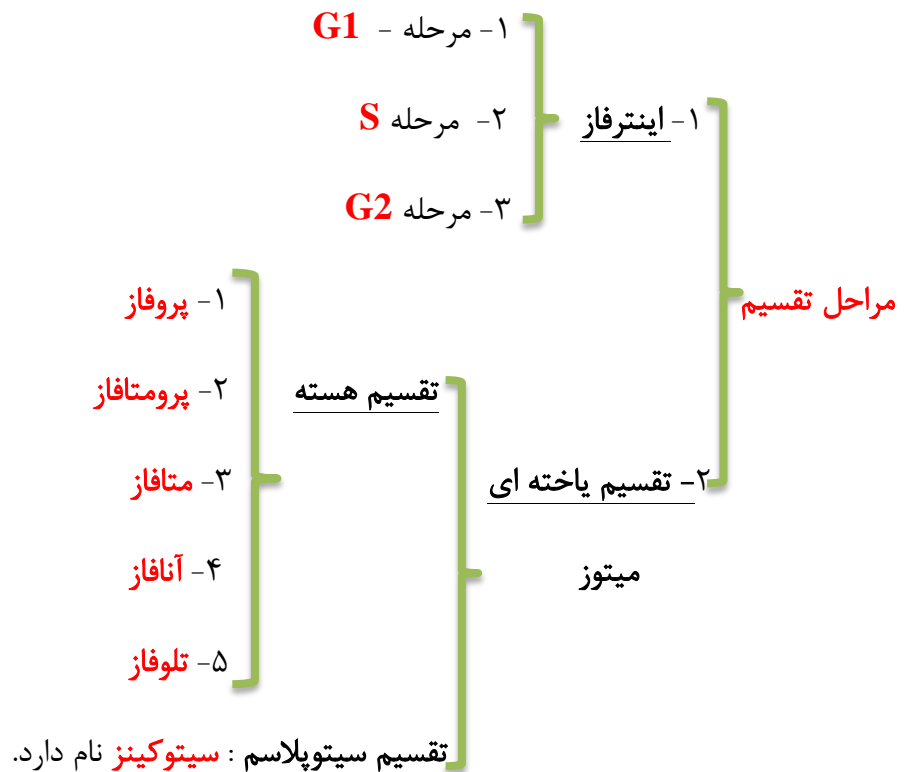 مراحل تقسیم
۱- اینترفاز
۱- مرحله - G1
۲- مرحله S
۳- مرحله G2
۲- تقسیم یاخته ای
میتوز
تقسیم هسته
۱- پروفاز
۲- پرومتافاز
۳- متافاز
۴- آنافاز
۵- تلوفاز
تقسیم سیتوپلاسم : سیتوکینز نام دارد.